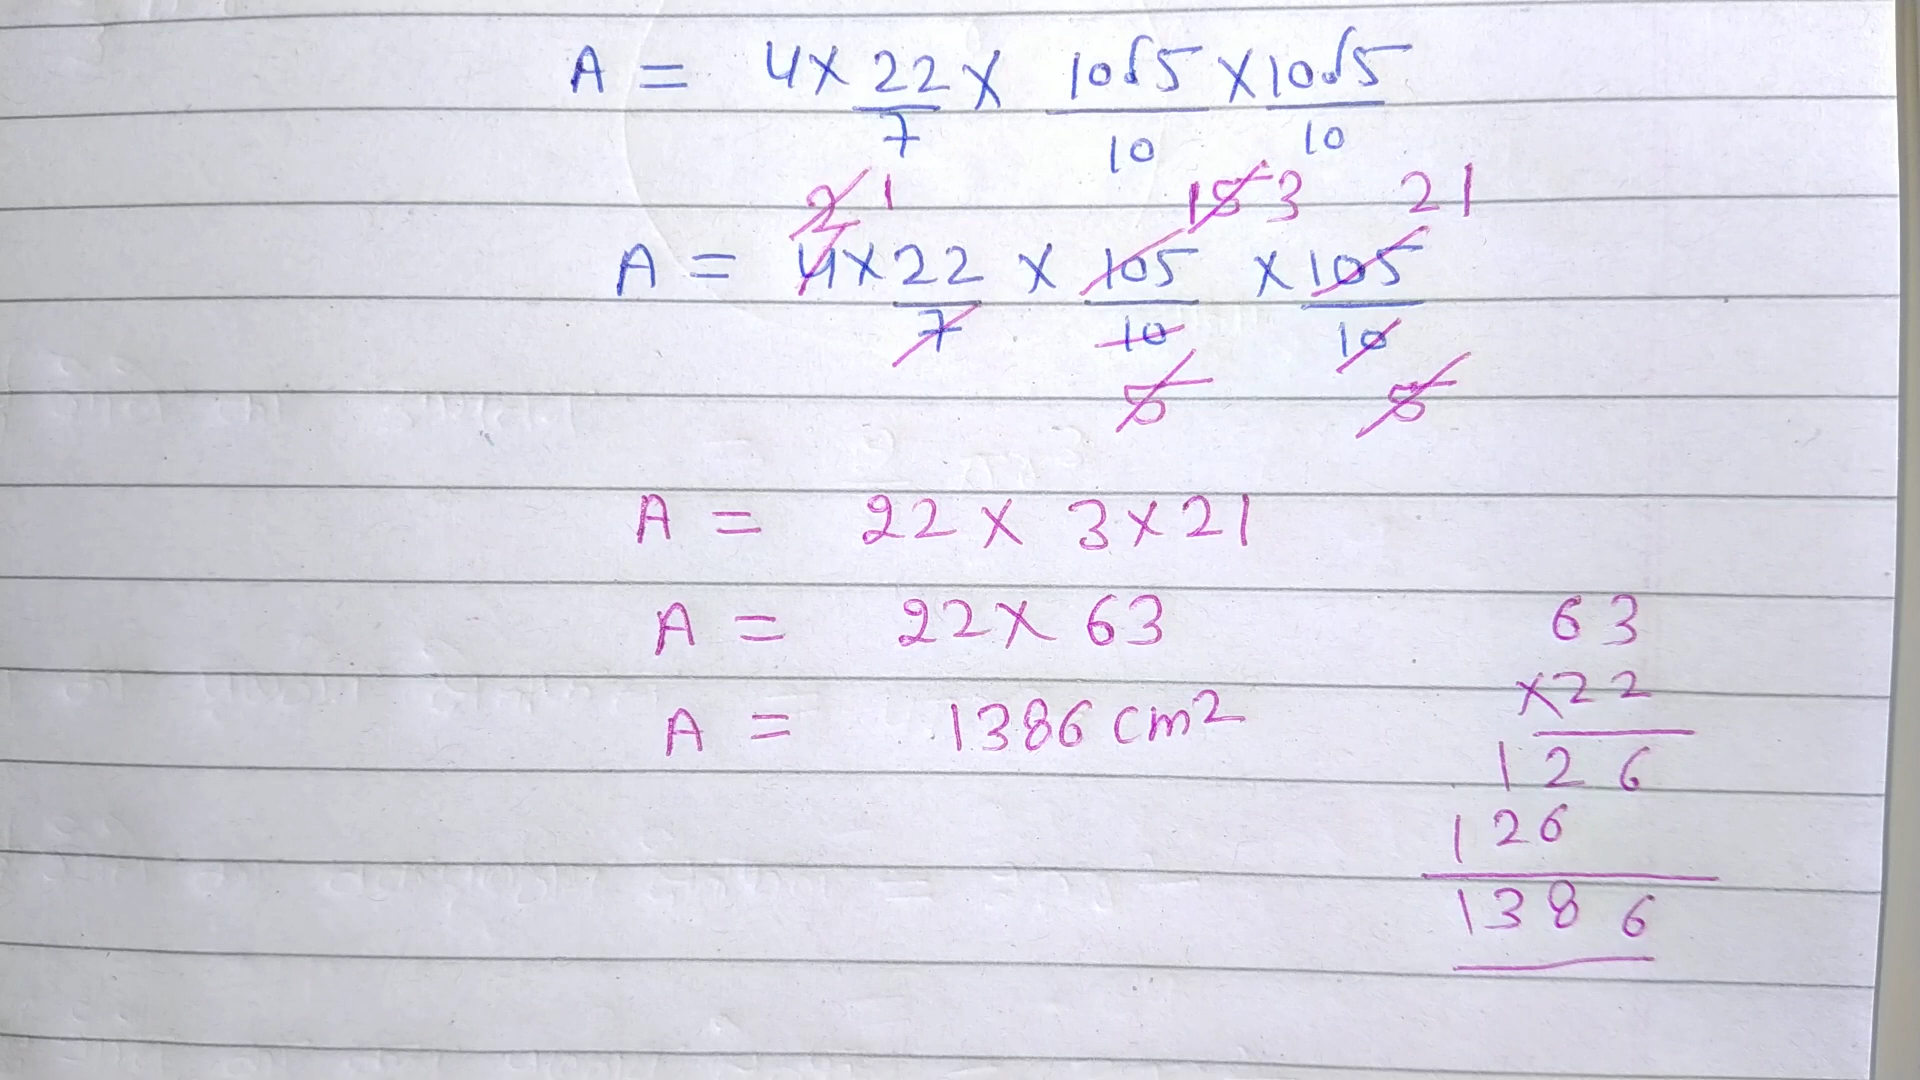 A = 4 × 22/7 × 10√5/10 × 10√5/10
2 1 15 3 21
A = 4 × 22/7 × 105/10 × 105/10
5 5
A = 22 × 3 × 21
A = 22 × 63
A = 1386 cm²
63
×22
126
126
1386